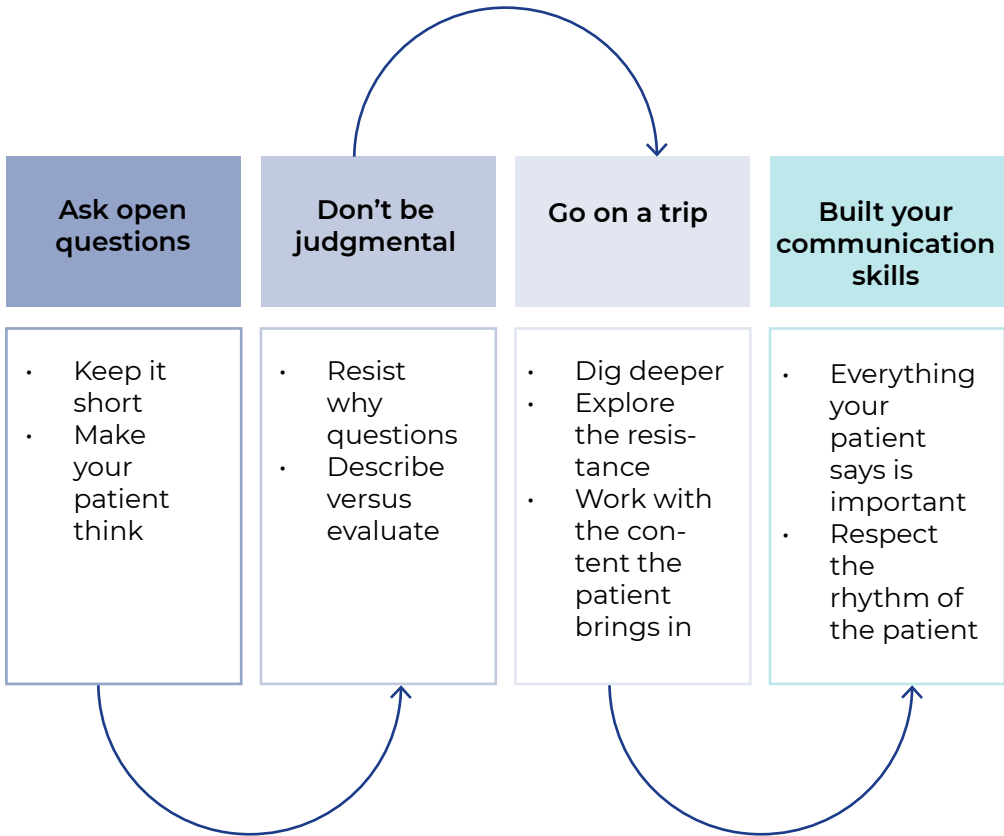 Ask open
questions
• Keep it
short
• Make
your
patient
think
Don’t be
judgmental
• Resist
why
questions
• Describe
versus
evaluate
Go on a trip
• Dig deeper
• Explore
the resis-
tance
• Work with
the con-
tent the
patient
brings in
Built your
communication
skills
• Everything
your
patient
says is
important
• Respect
the
rhythm of
the patient